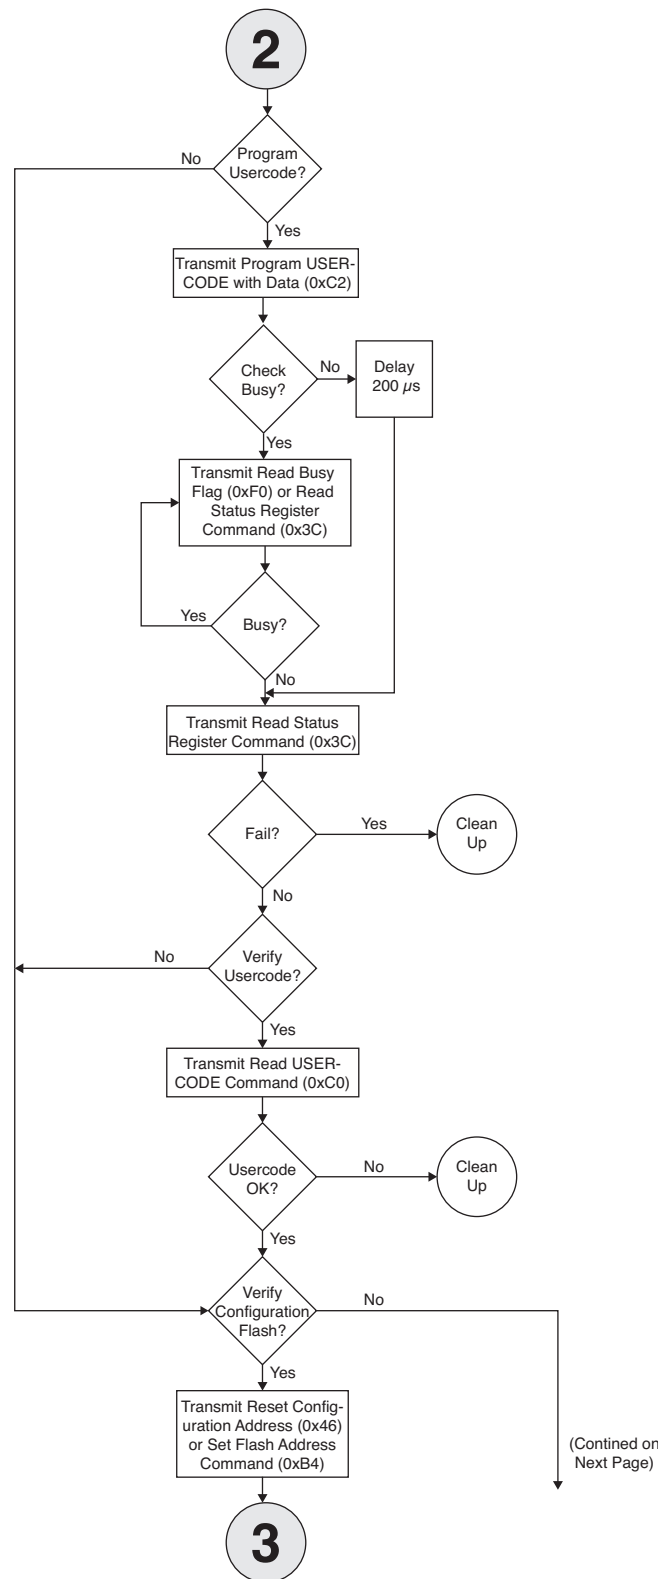 2
Program
Usercode?
No
Yes
Transmit Program USER-
CODE with Data (0xC2)
Check
Busy?
No
Delay
200 µs
Yes
Transmit Read Busy
Flag (0xF0) or Read
Status Register
Command (0x3C)
Yes
Busy?
No
Transmit Read Status
Register Command (0x3C)
Fail?
Yes
Clean
Up
No
Verify
Usercode?
No
Yes
Transmit Read USER-
CODE Command (0xC0)
Usercode
OK?
No
Clean
Up
Yes
Verify
Configuration
Flash?
No
Yes
Transmit Reset Config-
uration Address (0x46)
or Set Flash Address
Command (0xB4)
(Contined on
Next Page)
3